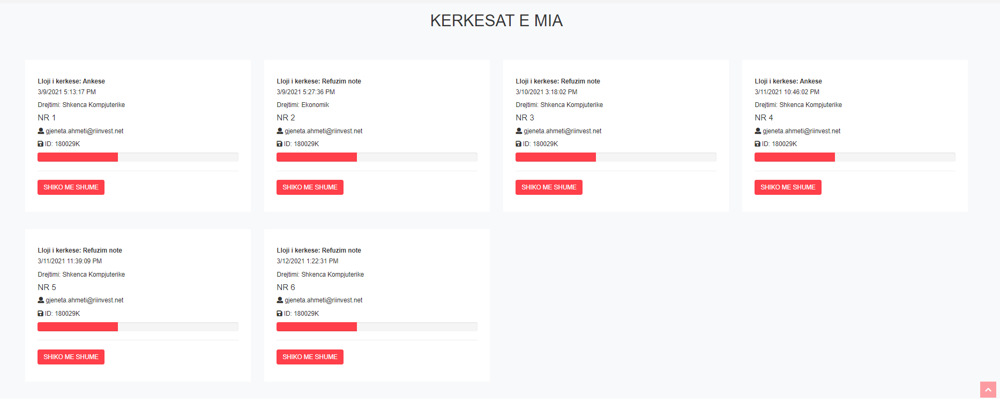 KERKESAT E MIA
Lloji i kerkese: Ankese
3/9/2021 5:13:17 PM
Drejtimi: Shkenca Kompjuterike
NR 1
gjeneta.ahmeti@riinvest.net
ID: 180029K
SHIKO ME SHUME
Lloji i kerkese: Refuzim note
3/9/2021 5:27:36 PM
Drejtimi: Ekonomik
NR 2
gjeneta.ahmeti@riinvest.net
ID: 180029K
SHIKO ME SHUME
Lloji i kerkese: Refuzim note
3/10/2021 3:18:02 PM
Drejtimi: Shkenca Kompjuterike
NR 3
gjeneta.ahmeti@riinvest.net
ID: 180029K
SHIKO ME SHUME
Lloji i kerkese: Ankese
3/11/2021 10:46:02 PM
Drejtimi: Shkenca Kompjuterike
NR 4
gjeneta.ahmeti@riinvest.net
ID: 180029K
SHIKO ME SHUME
Lloji i kerkese: Refuzim note
3/11/2021 11:39:09 PM
Drejtimi: Shkenca Kompjuterike
NR 5
gjeneta.ahmeti@riinvest.net
ID: 180029K
SHIKO ME SHUME
Lloji i kerkese: Refuzim note
3/12/2021 1:22:31 PM
Drejtimi: Shkenca Kompjuterike
NR 6
gjeneta.ahmeti@riinvest.net
ID: 180029K
SHIKO ME SHUME